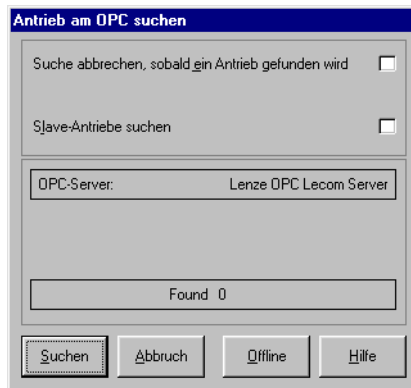 Antrieb am OPC suchen
Suche abbrechen, sobald ein Antrieb gefunden wird
Slave-Antriebe suchen
OPC-Server: Lenze OPC Lecom Server
Found 0
Suchen Abbruch Offline Hilfe